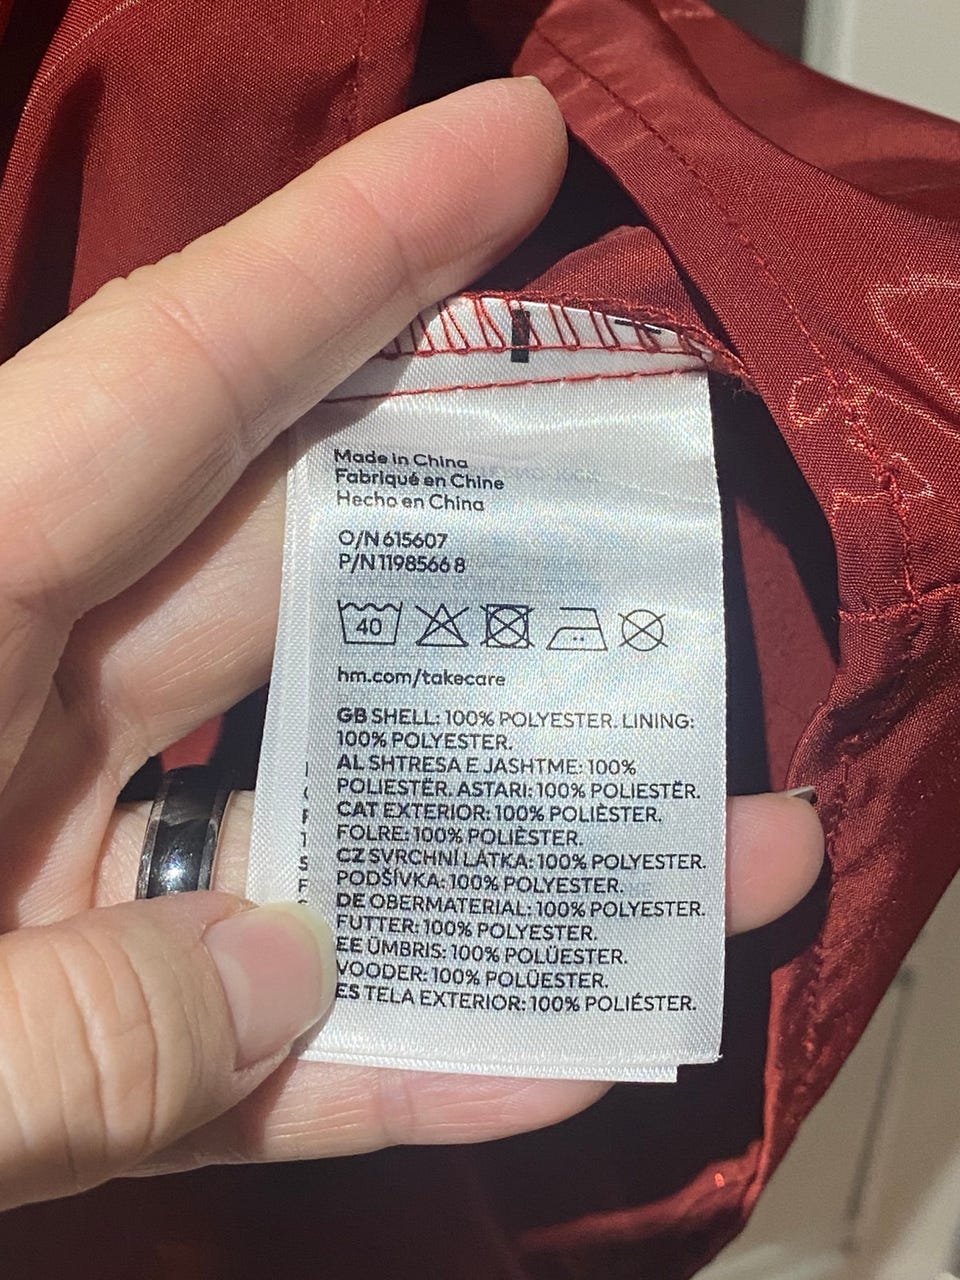 Made in China
Fabriqué en Chine
Hecho en China
O/N 615607
P/N 1198566 8
40
hm.com/takecare
GB SHELL: 100% POLYESTER. LINING:
100% POLYESTER.
AL SHTRESA E JASHTME: 100%
POLIESTËR. ASTARI: 100% POLIESTËR.
CAT EXTERIOR: 100% POLIÈSTER.
FOLRE: 100% POLIÈSTER.
CZ SVRCHNÍ LÁTKA: 100% POLYESTER.
PODŠÍVKA: 100% POLYESTER.
DE OBERMATERIAL: 100% POLYESTER.
FUTTER: 100% POLYESTER.
EE ÜMBRIS: 100% POLÜESTER.
VOODER: 100% POLÜESTER.
ES TELA EXTERIOR: 100% POLIÉSTER.